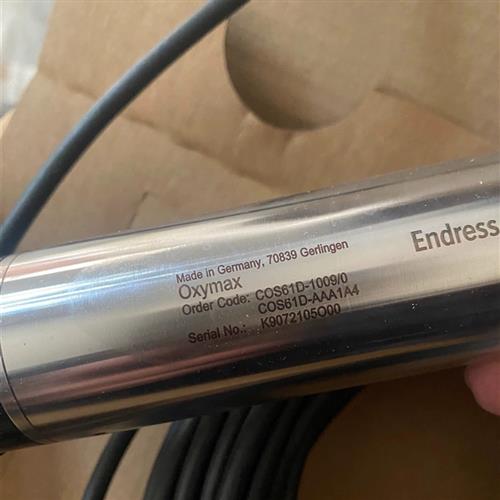 Made in Germany, 70839 Gerlingen
Oxymax
Order Code: COS61D-1009/0
COS61D-AAA1A4
Serial No.: K9072105O00
Endress